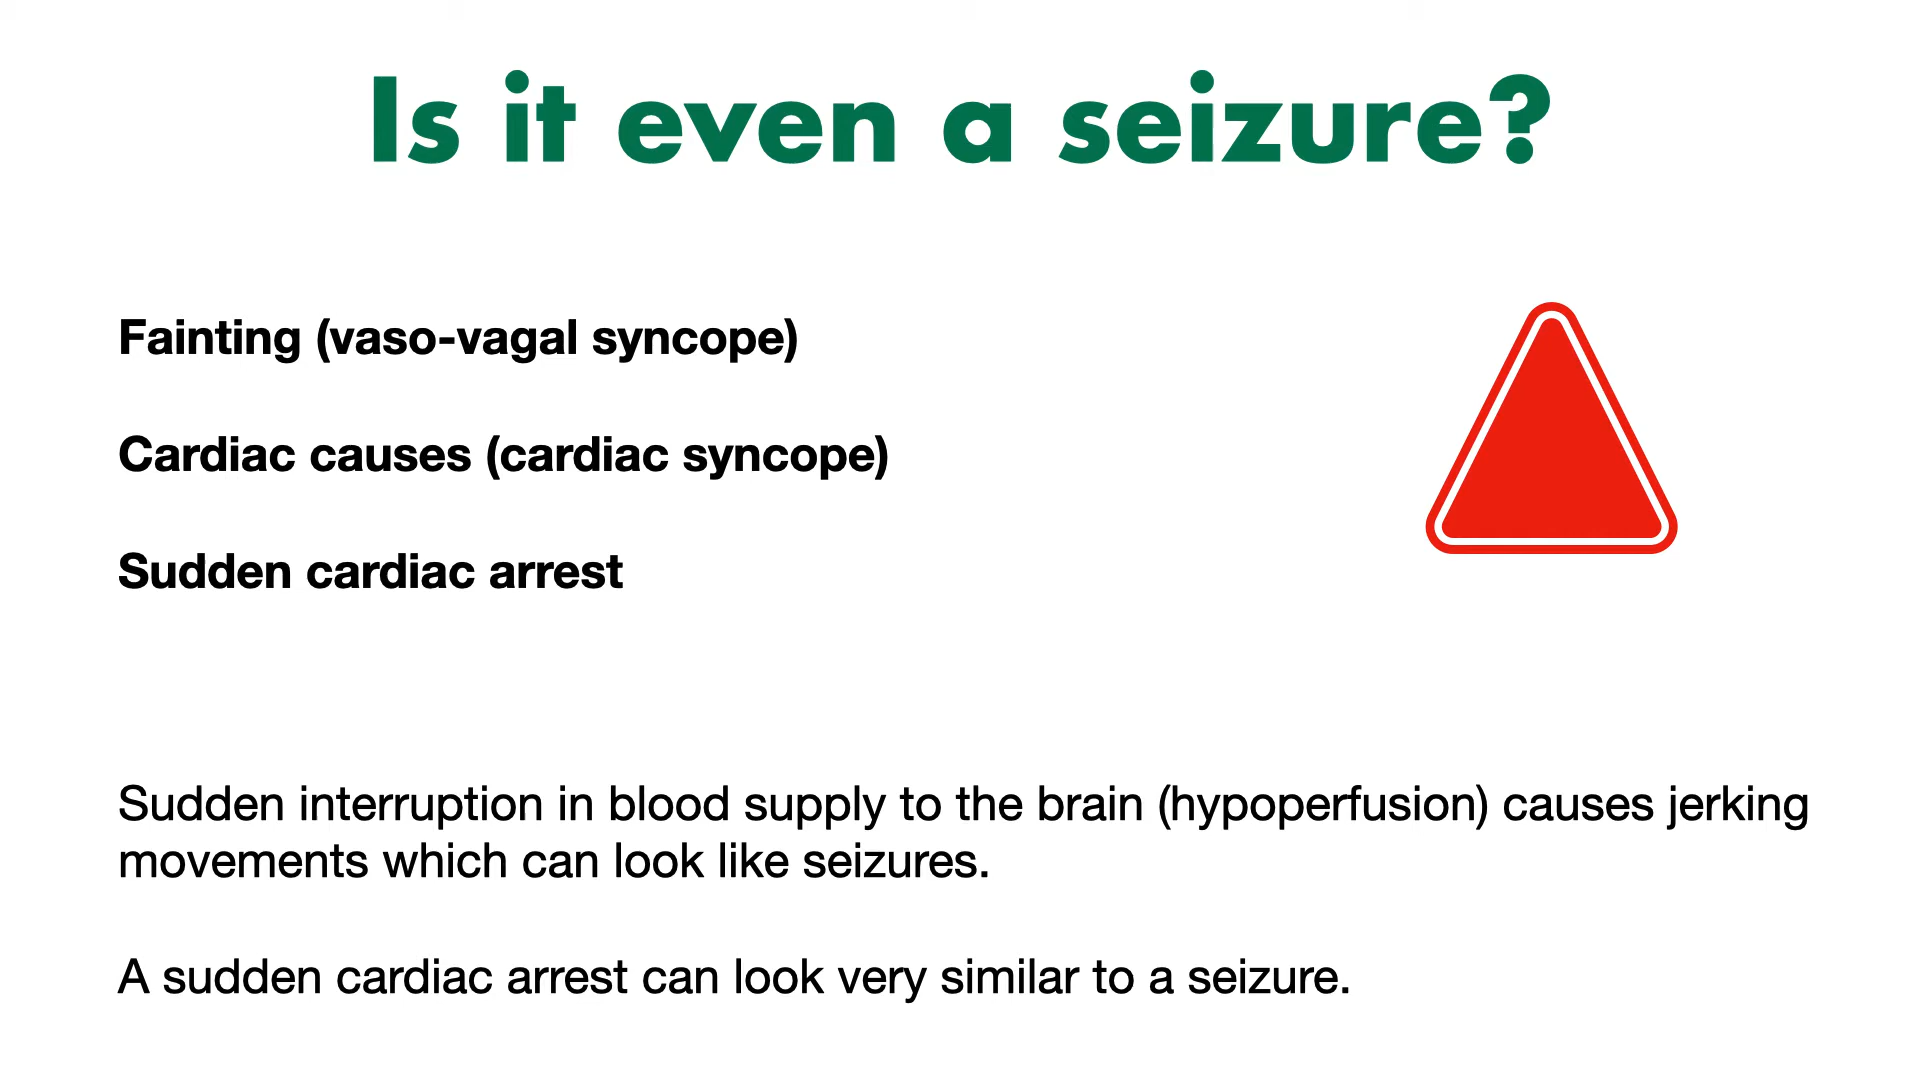 Is it even a seizure?
Fainting (vaso-vagal syncope)
Cardiac causes (cardiac syncope)
Sudden cardiac arrest
Sudden interruption in blood supply to the brain (hypoperfusion) causes jerking
movements which can look like seizures.
A sudden cardiac arrest can look very similar to a seizure.